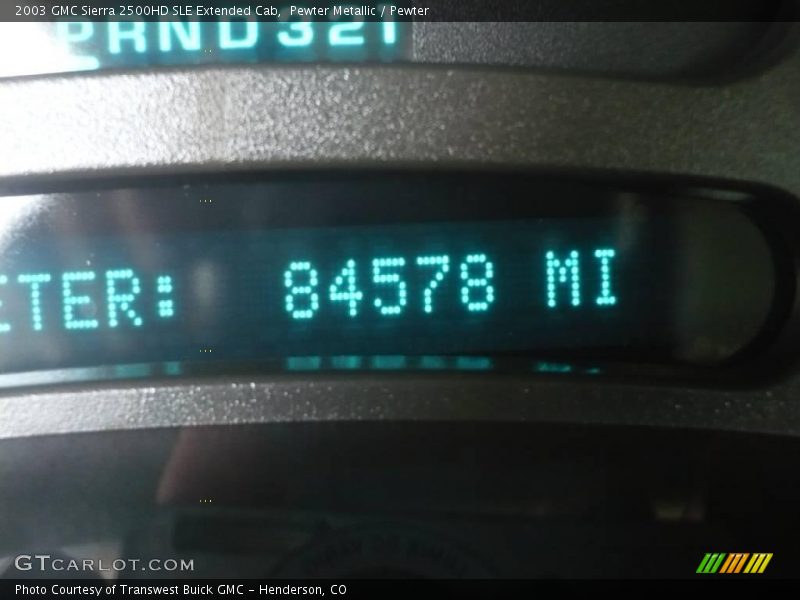 2003 GMC Sierra 2500HD SLE Extended Cab, Pewter Metallic / Pewter
PRND321
ETER: 84578 MI
GTCARLOT.COM
Photo Courtesy of Transwest Buick GMC - Henderson, CO